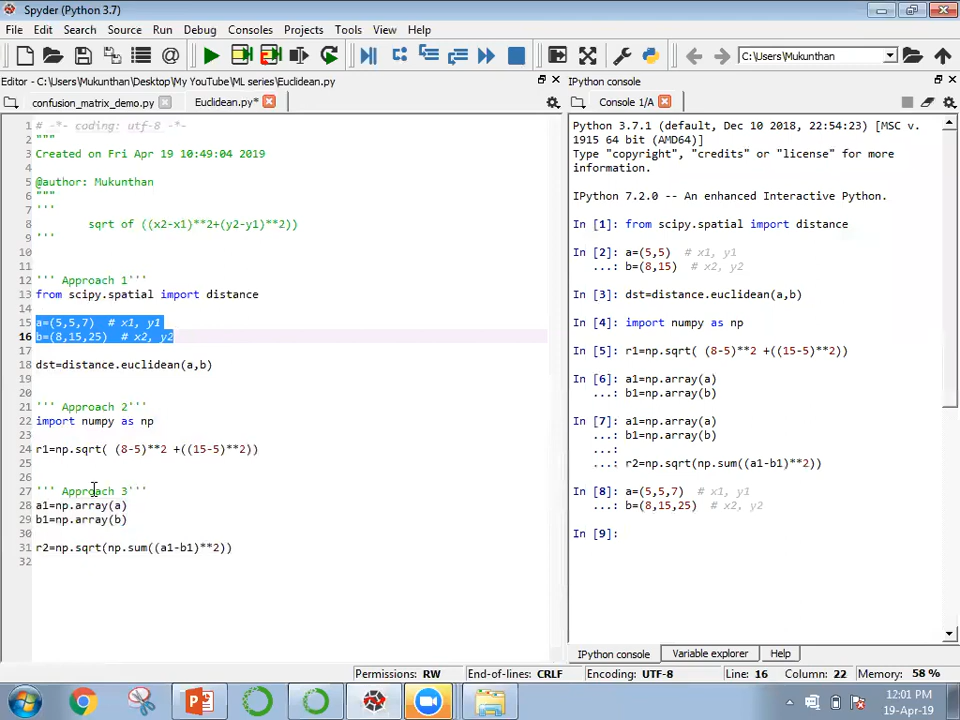 Spyder (Python 3.7)
File Edit Search Source Run Debug Consoles Projects Tools View Help
C:\Users\Mukunthan
Editor - C:\Users\Mukunthan\Desktop\My YouTube\ML series\Euclidean.py
IPython console
confusion_matrix_demo.py Euclidean.py*
Console 1/A
1 # -*- coding: utf-8 -*-
2 """
3 Created on Fri Apr 19 10:49:04 2019
4
5 @author: Mukunthan
6 """
7 '''
8 sqrt of ((x2-x1)**2+(y2-y1)**2))
9 '''
10
11
12 ''' Approach 1'''
13 from scipy.spatial import distance
14
15 a=(5,5,7) # x1, y1
16 b=(8,15,25) # x2, y2
17
18 dst=distance.euclidean(a,b)
19
20
21 ''' Approach 2'''
22 import numpy as np
23
24 r1=np.sqrt( (8-5)**2 +((15-5)**2))
25
26
27 ''' Approach 3'''
28 a1=np.array(a)
29 b1=np.array(b)
30
31 r2=np.sqrt(np.sum((a1-b1)**2))
32
Python 3.7.1 (default, Dec 10 2018, 22:54:23) [MSC v.
1915 64 bit (AMD64)]
Type "copyright", "credits" or "license" for more
information.
IPython 7.2.0 -- An enhanced Interactive Python.
In [1]: from scipy.spatial import distance
In [2]: a=(5,5) # x1, y1
...: b=(8,15) # x2, y2
In [3]: dst=distance.euclidean(a,b)
In [4]: import numpy as np
In [5]: r1=np.sqrt( (8-5)**2 +((15-5)**2))
In [6]: a1=np.array(a)
...: b1=np.array(b)
In [7]: a1=np.array(a)
...: b1=np.array(b)
...:
...: r2=np.sqrt(np.sum((a1-b1)**2))
In [8]: a=(5,5,7) # x1, y1
...: b=(8,15,25) # x2, y2
In [9]:
IPython console Variable explorer Help
Permissions: RW End-of-lines: CRLF Encoding: UTF-8 Line: 16 Column: 22 Memory: 58 %
12:01 PM
19-Apr-19